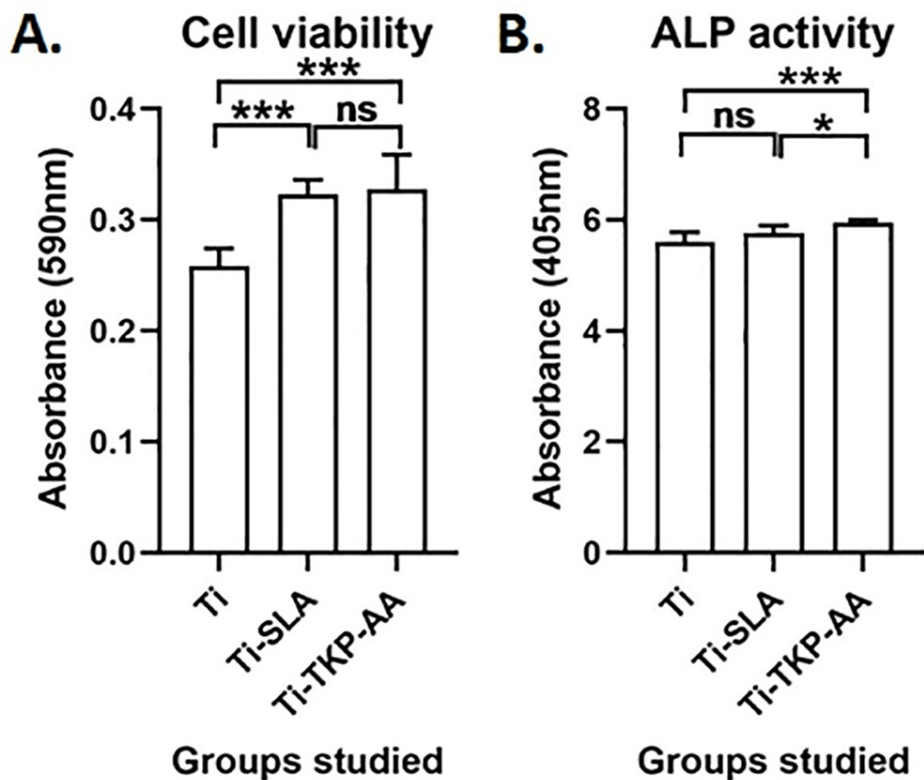 A.
Cell viability
***
***
ns
Absorbance (590nm)
0.4
0.3
0.2
0.1
0.0
Ti
Ti-SLA
Ti-TKP-AA
Groups studied
B.
ALP activity
***
ns
*
Absorbance (405nm)
8
6
4
2
0
Ti
Ti-SLA
Ti-TKP-AA
Groups studied